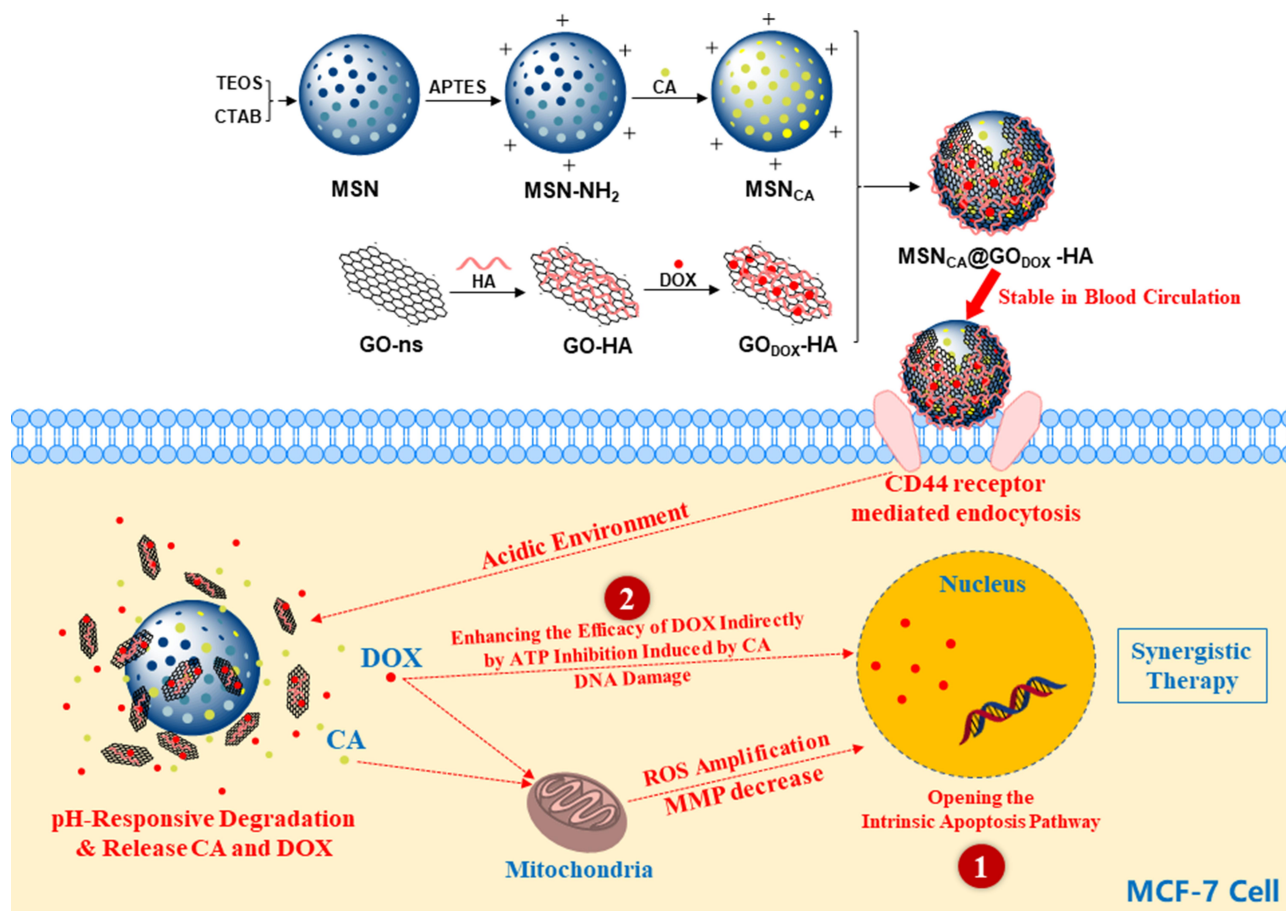 TEOS
CTAB
APTES
CA
MSN
MSN-NH2
MSNCA
HA
DOX
GO-ns
GO-HA
GODOX-HA
MSNCA@GODOX -HA
Stable in Blood Circulation
CD44 receptor
mediated endocytosis
Acidic Environment
2
Enhancing the Efficacy of DOX Indirectly
by ATP Inhibition Induced by CA
DNA Damage
Nucleus
Synergistic
Therapy
DOX
CA
ROS Amplification
MMP decrease
Opening the
Intrinsic Apoptosis Pathway
1
pH-Responsive Degradation
& Release CA and DOX
Mitochondria
MCF-7 Cell